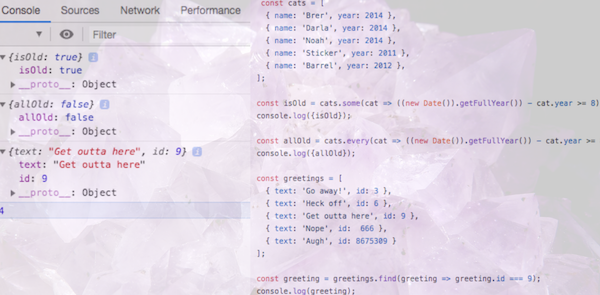 Console
Sources
Network
Performance
Filter
{isOld: true}
isOld: true
__proto__: Object
{allOld: false}
allOld: false
__proto__: Object
{text: "Get outta here", id: 9}
text: "Get outta here"
id: 9
__proto__: Object
4
const cats = [
{ name: 'Brer', year: 2014 },
{ name: 'Darla', year: 2014 },
{ name: 'Noah', year: 2014 },
{ name: 'Sticker', year: 2011 },
{ name: 'Barrel', year: 2012 },
];
const isOld = cats.some(cat => ((new Date()).getFullYear()) - cat.year >= 8)
console.log({isOld});
const allOld = cats.every(cat => ((new Date()).getFullYear()) - cat.year >=
console.log({allOld});
const greetings = [
{ text: 'Go away!', id: 3 },
{ text: 'Heck off', id: 6 },
{ text: 'Get outta here', id: 9 },
{ text: 'Nope', id: 666 },
{ text: 'Augh', id: 8675309 }
];
const greeting = greetings.find(greeting => greeting.id === 9);
console.log(greeting);